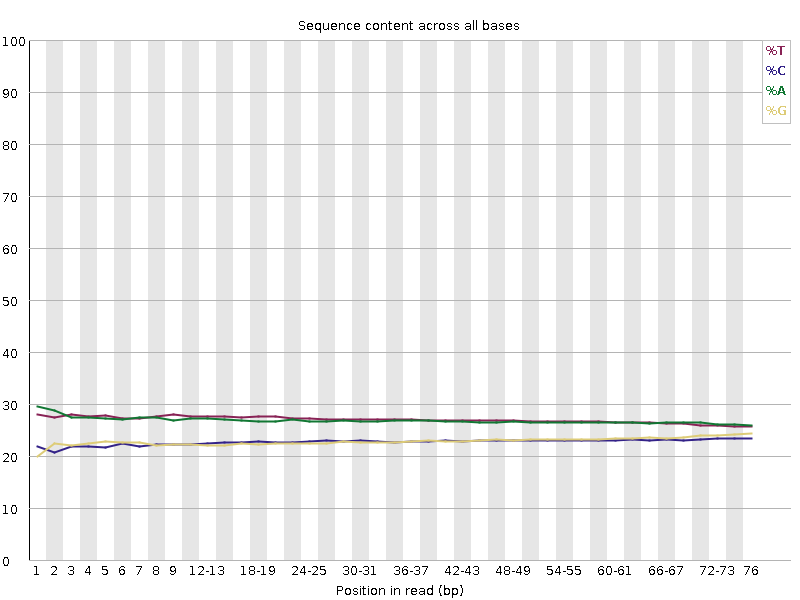 Sequence content across all bases
%T
%C
%A
%G
100
90
80
70
60
50
40
30
20
10
0
1 2 3 4 5 6 7 8 9 12-13 18-19 24-25 30-31 36-37 42-43 48-49 54-55 60-61 66-67 72-73 76
Position in read (bp)